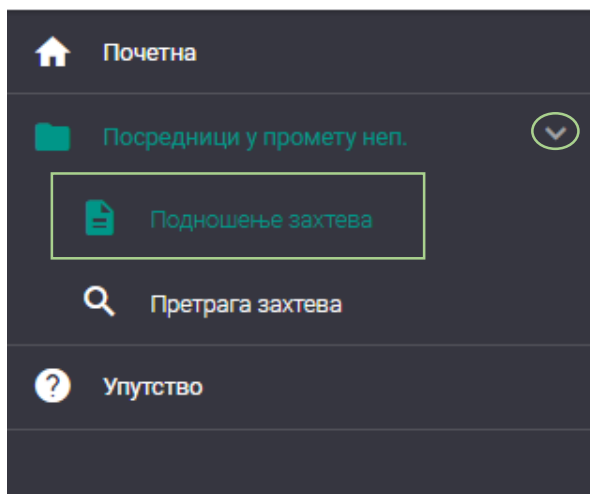 Почетна
Посредници у промету неп.
Подношење захтева
Претрага захтева
Упутство